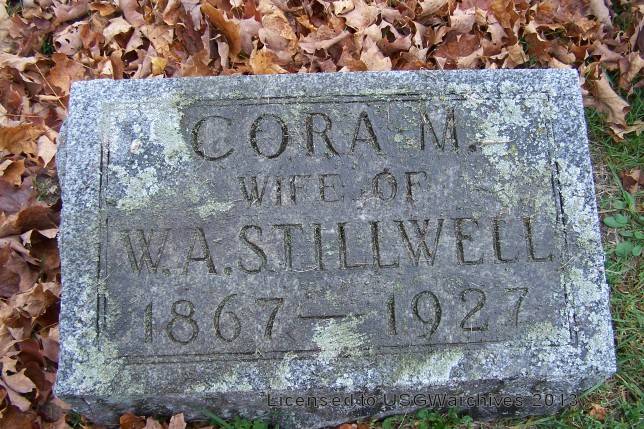 CORA M.
WIFE OF
W. A. STILLWELL
1867 — 1927
Licensed to USGWarchives 2013